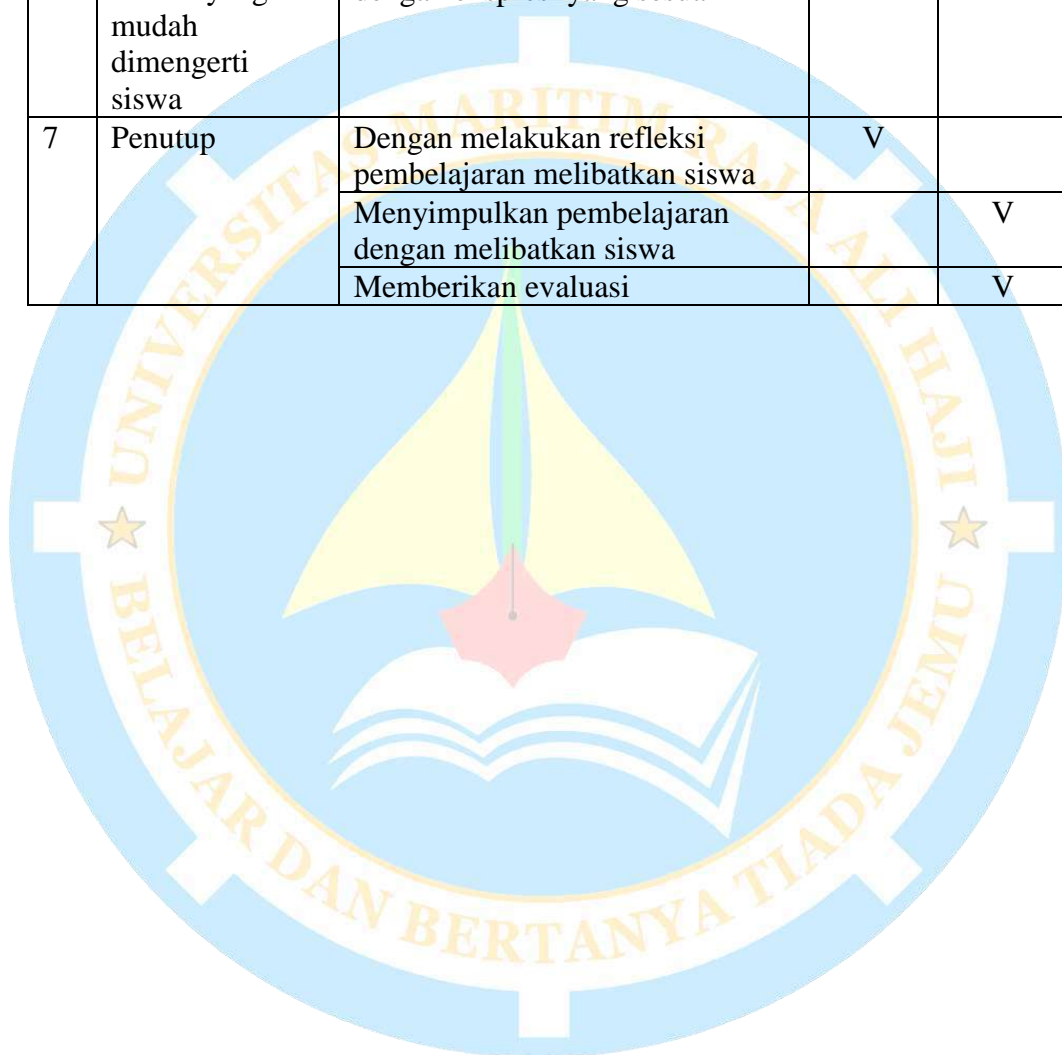 mudah
dimengerti
siswa
7 Penutup Dengan melakukan refleksi V
pembelajaran melibatkan siswa
Menyimpulkan pembelajaran V
dengan melibatkan siswa
Memberikan evaluasi V
UNIVERSITAS MARITIM RAJA ALI HAJI
BELAJAR DAN BERTANYA TIADA JEMU